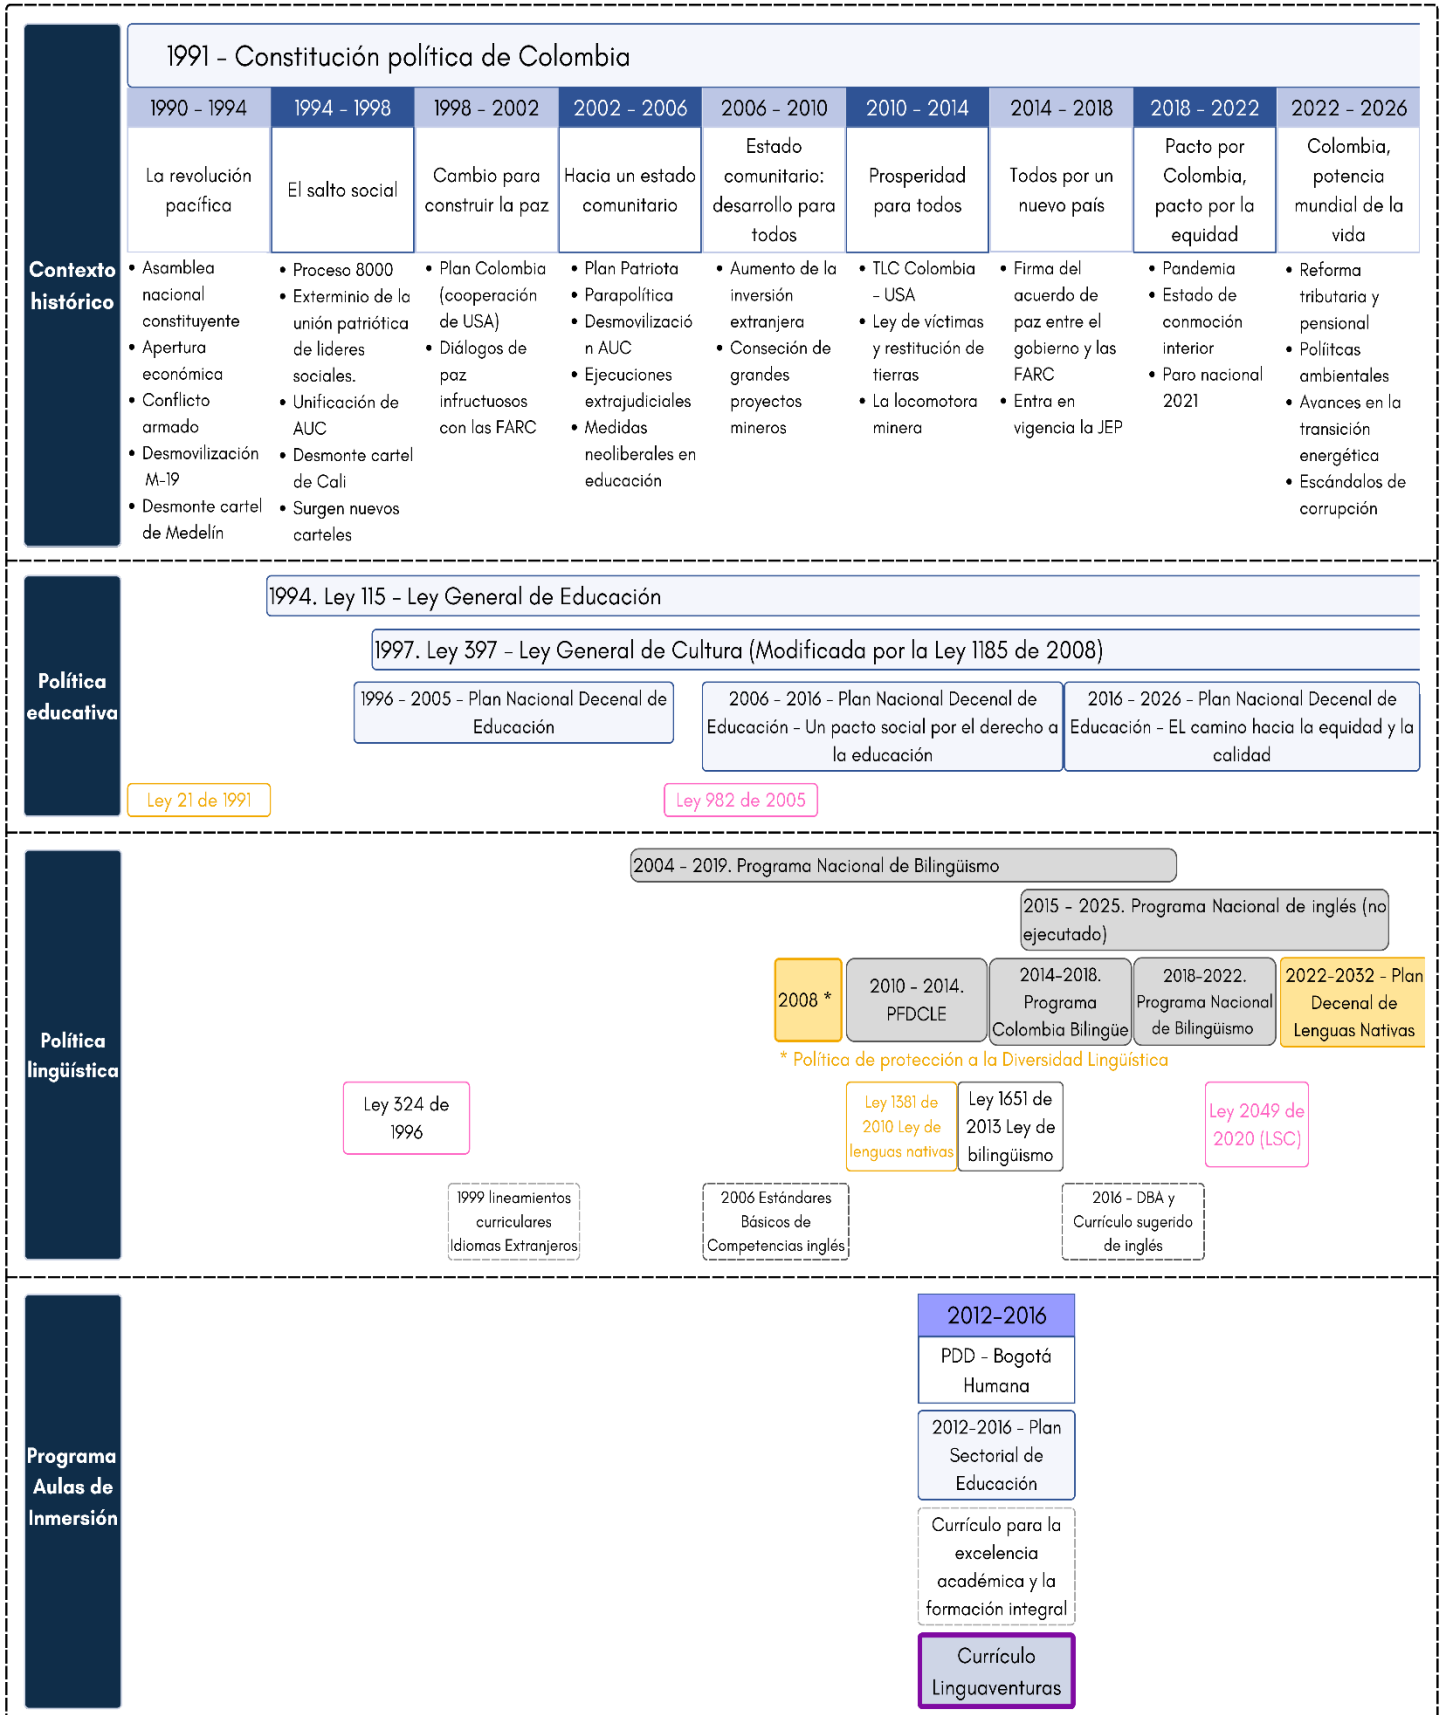 Contexto
histórico
1991 - Constitución política de Colombia
1990 - 1994
1994 - 1998
1998 - 2002
2002 - 2006
2006 - 2010
2010 - 2014
2014 - 2018
2018 - 2022
2022 - 2026
La revolución
pacífica
El salto social
Cambio para
construir la paz
Hacia un estado
comunitario
Estado
comunitario:
desarrollo para
todos
Prosperidad
para todos
Todos por un
nuevo país
Pacto por
Colombia,
pacto por la
equidad
Colombia,
potencia
mundial de la
vida
• Asamblea
nacional
constituyente
• Apertura
económica
• Conflicto
armado
• Desmovilización
M-19
• Desmonte cartel
de Medelín
• Proceso 8000
• Exterminio de la
unión patriótica
de lideres
sociales.
• Unificación de
AUC
• Desmonte cartel
de Cali
• Surgen nuevos
carteles
• Plan Colombia
(cooperación
de USA)
• Diálogos de
paz
infructuosos
con las FARC
• Plan Patriota
• Parapolítica
• Desmovilizació
n AUC
• Ejecuciones
extrajudiciales
• Medidas
neoliberales en
educación
• Aumento de la
inversión
extranjera
• Conseción de
grandes
proyectos
mineros
• TLC Colombia
- USA
• Ley de víctimas
y restitución de
tierras
• La locomotora
minera
• Firma del
acuerdo de
paz entre el
gobierno y las
FARC
• Entra en
vigencia la JEP
• Pandemia
• Estado de
conmoción
interior
• Paro nacional
2021
• Reforma
tributaria y
pensional
• Políitcas
ambientales
• Avances en la
transición
energética
• Escándalos de
corrupción
Política
educativa
1994. Ley 115 - Ley General de Educación
1997. Ley 397 - Ley General de Cultura (Modificada por la Ley 1185 de 2008)
1996 - 2005 - Plan Nacional Decenal de
Educación
2006 - 2016 - Plan Nacional Decenal de
Educación - Un pacto social por el derecho a
la educación
2016 - 2026 - Plan Nacional Decenal de
Educación - EL camino hacia la equidad y la
calidad
Ley 21 de 1991
Ley 982 de 2005
Política
lingüística
2004 - 2019. Programa Nacional de Bilingüismo
2015 - 2025. Programa Nacional de inglés (no
ejecutado)
2008 *
2010 - 2014.
PFDCLE
2014-2018.
Programa
Colombia Bilingüe
2018-2022.
Programa Nacional
de Bilingüismo
2022-2032 - Plan
Decenal de
Lenguas Nativas
* Política de protección a la Diversidad Lingüística
Ley 324 de
1996
Ley 1381 de
2010 Ley de
lenguas nativas
Ley 1651 de
2013 Ley de
bilingüismo
Ley 2049 de
2020 (LSC)
1999 lineamientos
curriculares
Idiomas Extranjeros
2006 Estándares
Básicos de
Competencias inglés
2016 - DBA y
Currículo sugerido
de inglés
Programa
Aulas de
Inmersión
2012-2016
PDD - Bogotá
Humana
2012-2016 - Plan
Sectorial de
Educación
Currículo para la
excelencia
académica y la
formación integral
Currículo
Linguaventuras